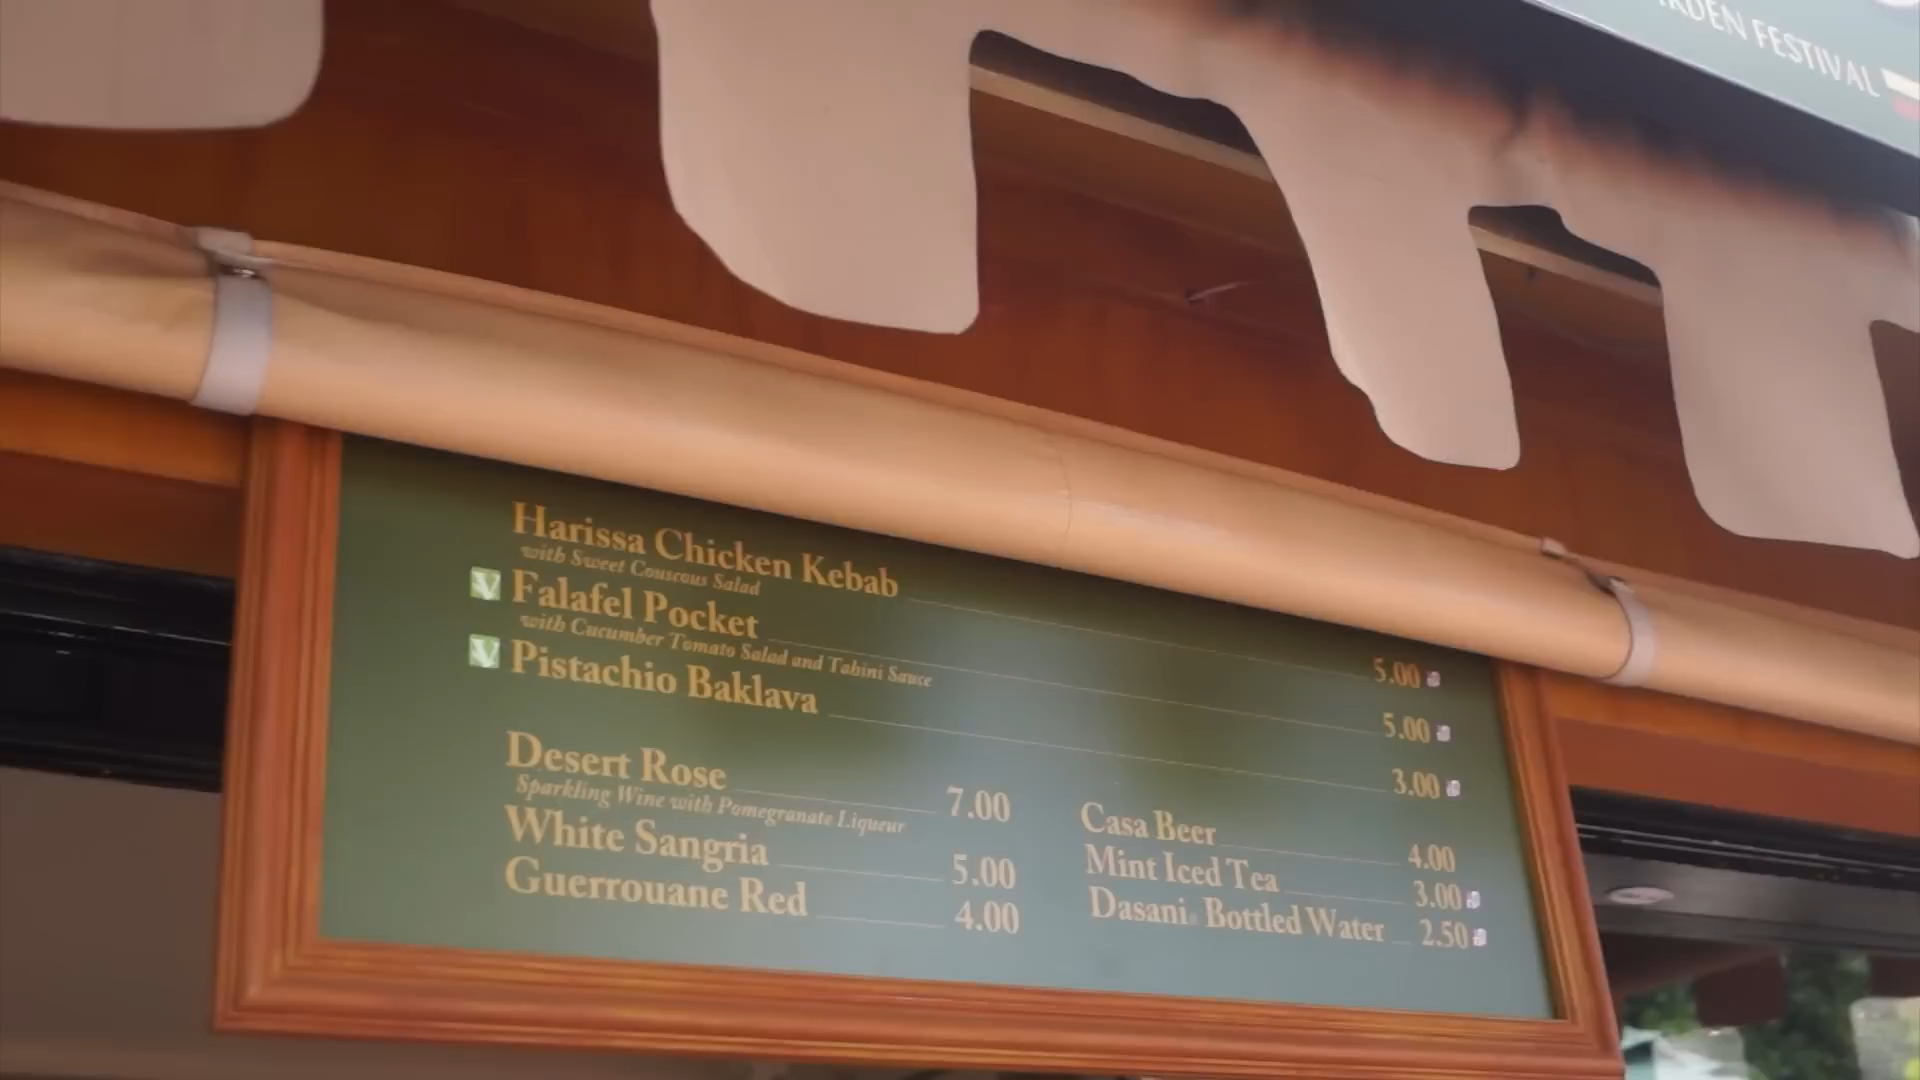 RDEN FESTIVAL
Harissa Chicken Kebab 5.00
with Sweet Couscous Salad
V Falafel Pocket 5.00
with Cucumber Tomato Salad and Tahini Sauce
V Pistachio Baklava 3.00
Desert Rose 7.00
Sparkling Wine with Pomegranate Liqueur
White Sangria 5.00
Guerrouane Red 4.00
Casa Beer 4.00
Mint Iced Tea 3.00
Dasani® Bottled Water 2.50